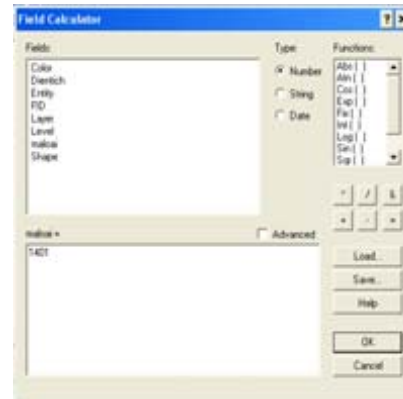 Field Calculator
Fields:
Color
Dientich
Entity
FID
Layer
Level
maloai
Shape
Type:
Number
String
Date
Functions:
Abs ( )
Atn ( )
Cos ( )
Exp ( )
Fix ( )
Int ( )
Log ( )
Sin ( )
Sqr ( )
* / &
+ - =
maloai =
Advanced
1401
Load...
Save...
Help
OK
Cancel